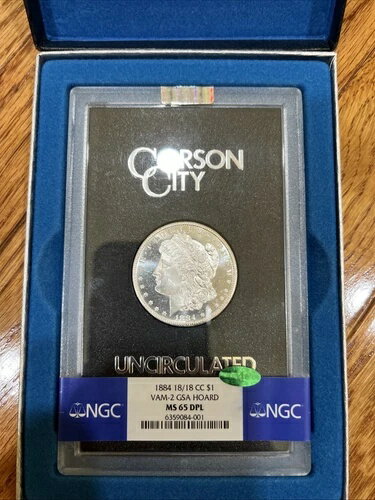 CARSON
CITY
1884
UNCIRCULATED
1884 18/18 CC $1
VAM-2 GSA HOARD
MS 65 DPL
6359084-001
NGC
NGC